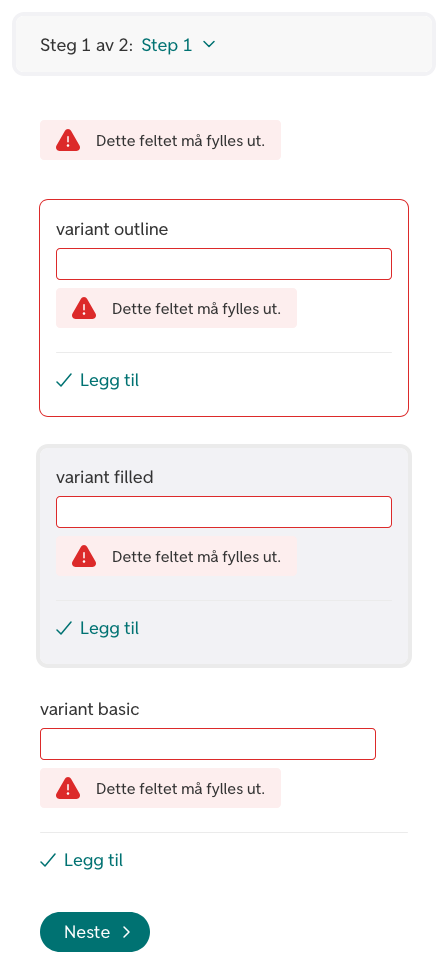 Steg 1 av 2: Step 1
Dette feltet må fylles ut.
variant outline
Dette feltet må fylles ut.
Legg til
variant filled
Dette feltet må fylles ut.
Legg til
variant basic
Dette feltet må fylles ut.
Legg til
Neste